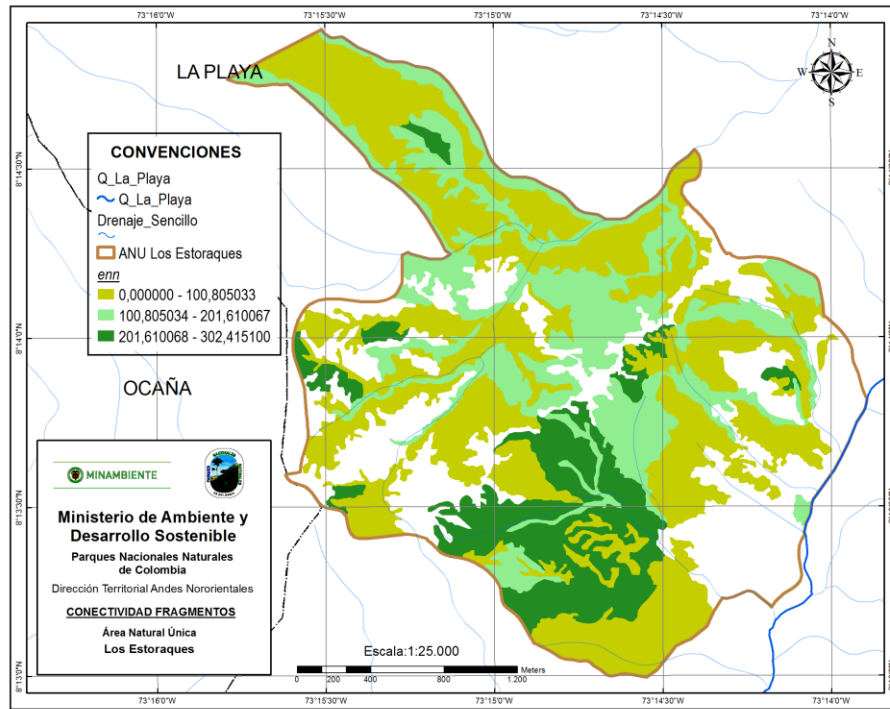 73°16'0"W 73°15'30"W 73°15'0"W 73°14'30"W 73°14'0"W
LA PLAYA
N
W E
S
CONVENCIONES
Q_La_Playa
Q_La_Playa
Drenaje_Sencillo
ANU Los Estoraques
enn
0,000000 - 100,805033
100,805034 - 201,610067
201,610068 - 302,415100
8°14'30"N
8°14'0"N
8°13'30"N
8°13'0"N
OCAÑA
MINAMBIENTE
Ministerio de Ambiente y
Desarrollo Sostenible
Parques Nacionales Naturales
de Colombia
Dirección Territorial Andes Nororientales
CONECTIVIDAD FRAGMENTOS
Área Natural Única
Los Estoraques
Escala:1:25.000
Meters
0 200 400 800 1.200
73°16'0"W 73°15'30"W 73°15'0"W 73°14'30"W 73°14'0"W